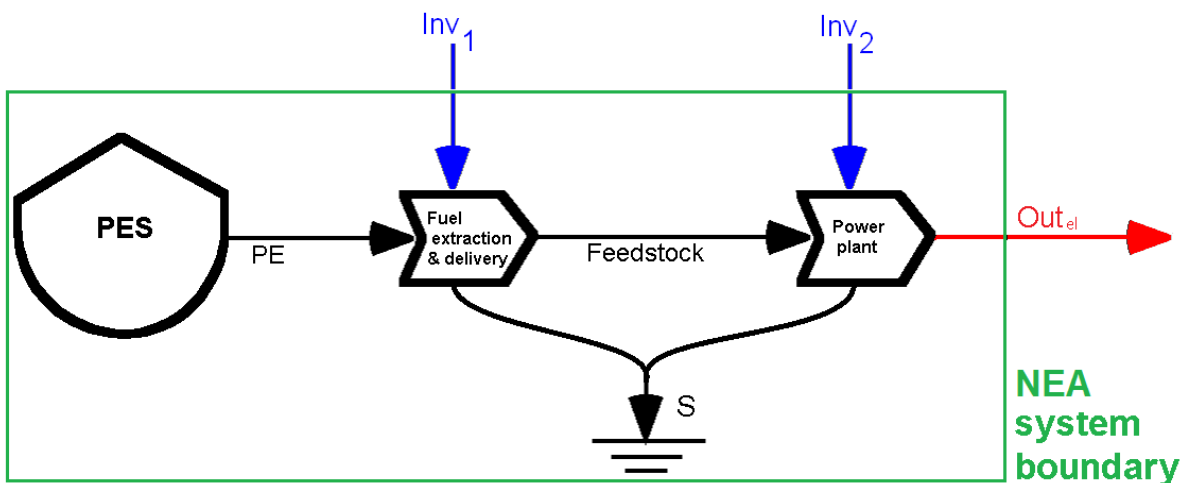 Inv1
Inv2
PES
PE
Fuel
extraction
& delivery
Feedstock
Power
plant
Outel
S
NEA
system
boundary